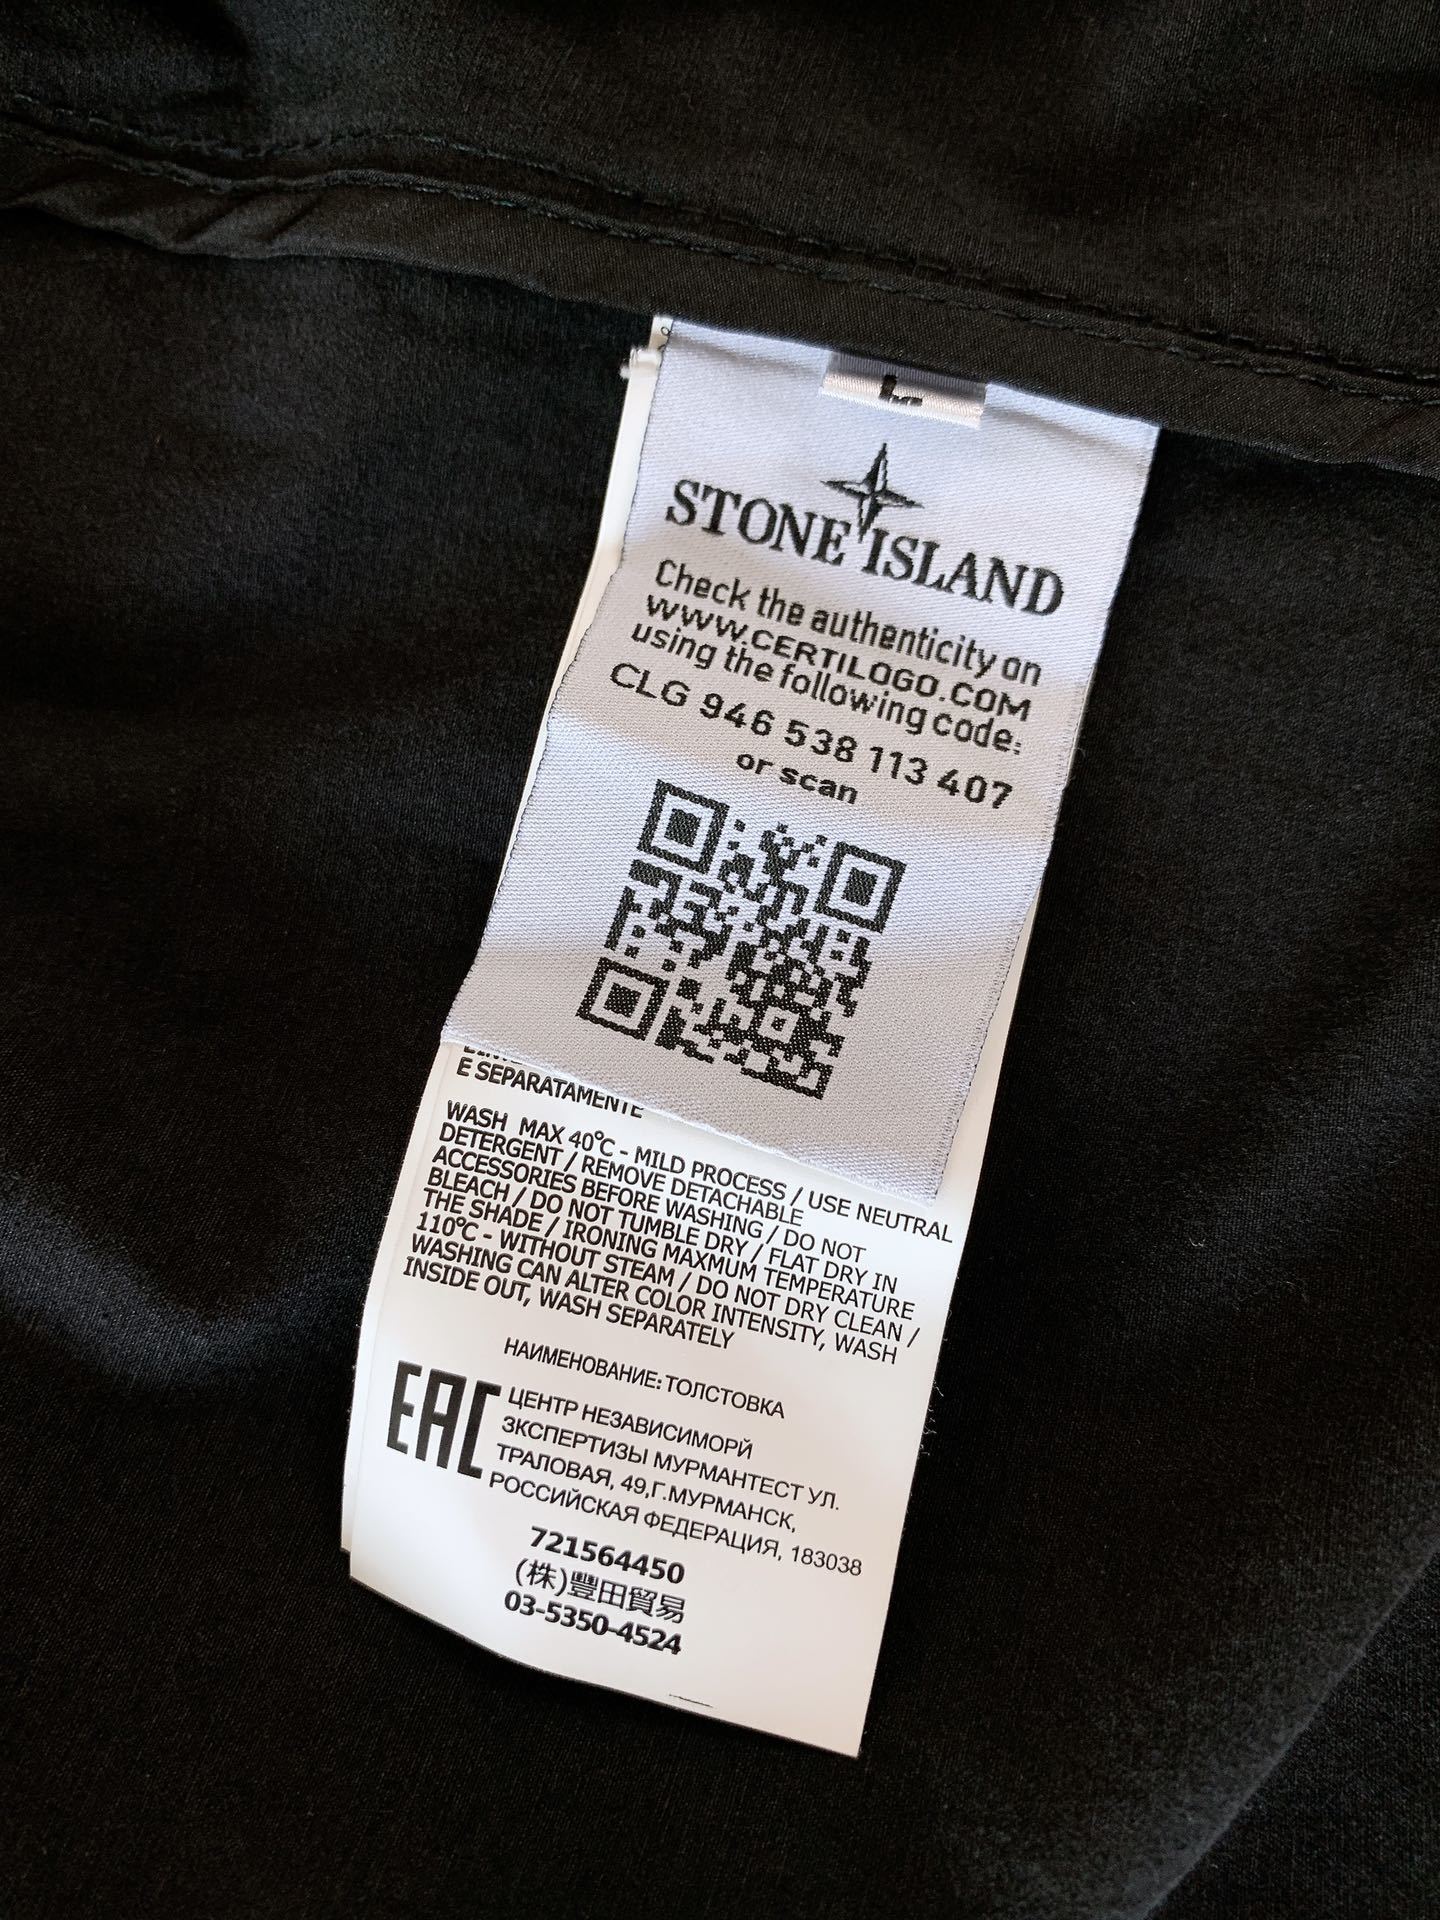 L
STONE ISLAND
Check the authenticity on
WWW.CERTILOGO.COM
using the following code:
CLG 946 538 113 407
or scan
E SEPARATAMENTE
WASH MAX 40°C - MILD PROCESS / USE NEUTRAL
DETERGENT / REMOVE DETACHABLE
ACCESSORIES BEFORE WASHING / DO NOT
BLEACH / DO NOT TUMBLE DRY / FLAT DRY IN
THE SHADE / IRONING MAXMUM TEMPERATURE
110°C - WITHOUT STEAM / DO NOT DRY CLEAN /
WASHING CAN ALTER COLOR INTENSITY, WASH
INSIDE OUT, WASH SEPARATELY
НАИМЕНОВАНИЕ: ТОЛСТОВКА
EAC
ЦЕНТР НЕЗАВИСИМОРЙ
ЗКСПЕРТИЗЫ МУРМАНТЕСТ УЛ.
ТРАЛОВАЯ, 49,Г.МУРМАНСК,
РОССИЙСКАЯ ФЕДЕРАЦИЯ, 183038
721564450
(株)豐田貿易
03-5350-4524